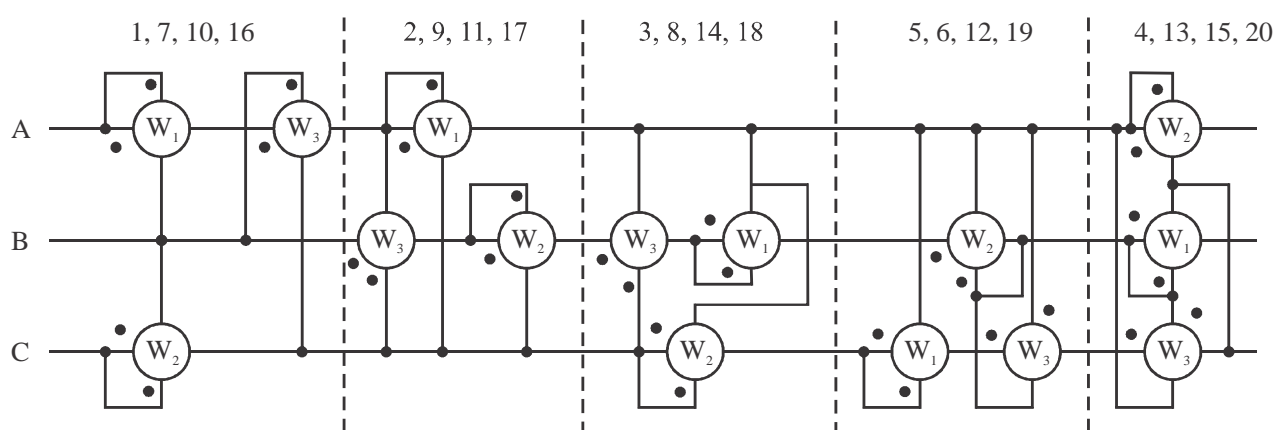 1, 7, 10, 16 2, 9, 11, 17 3, 8, 14, 18 5, 6, 12, 19 4, 13, 15, 20
A W₁ W₃ W₁ W₂
B W₃ W₂ W₃ W₁ W₂ W₁
C W₂ W₂ W₁ W₃ W₃